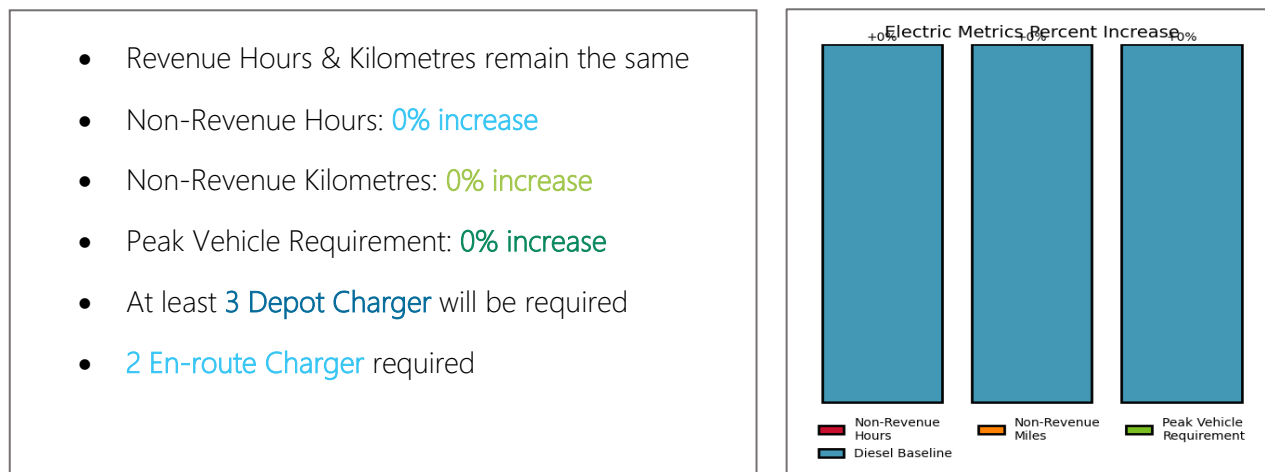 • Revenue Hours & Kilometres remain the same
• Non-Revenue Hours: 0% increase
• Non-Revenue Kilometres: 0% increase
• Peak Vehicle Requirement: 0% increase
• At least 3 Depot Charger will be required
• 2 En-route Charger required
Electric Metrics Percent Increase
+0% +0% +0%
Non-Revenue
Hours
Non-Revenue
Miles
Peak Vehicle
Requirement
Diesel Baseline